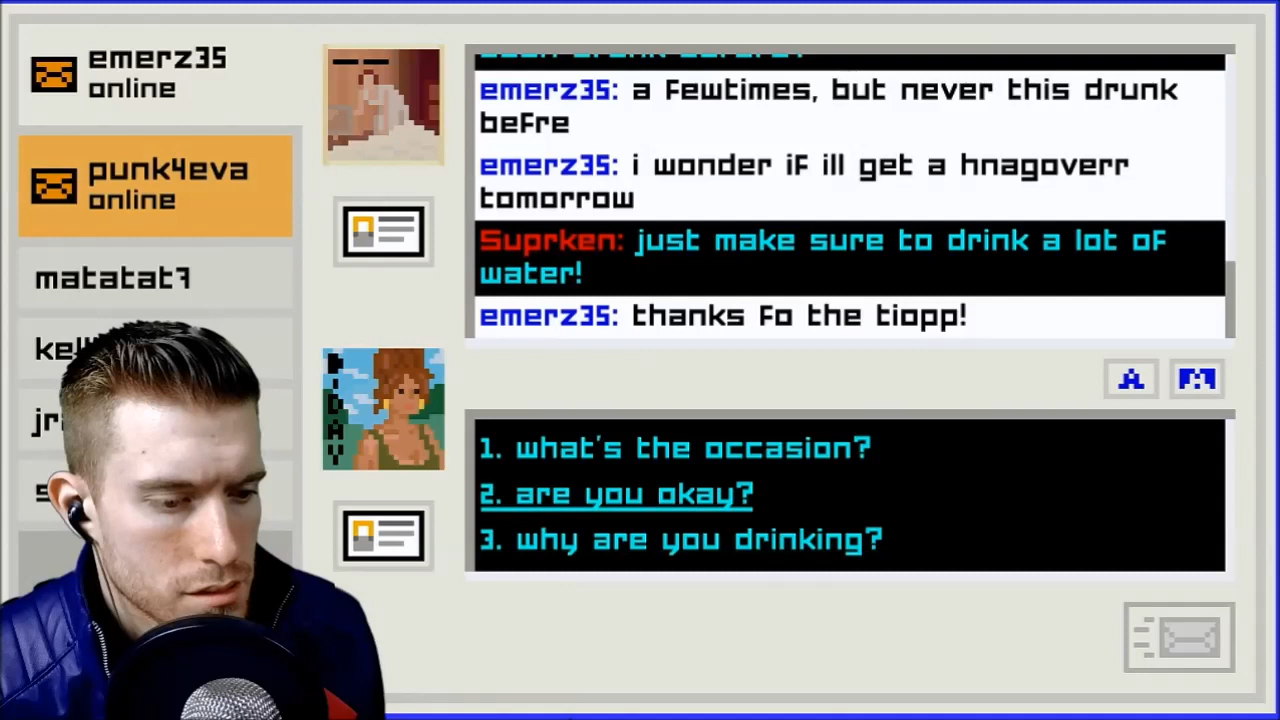 emerz35
online
punk4eva
online
matatat7
emerz35: a Fewtimes, but never this drunk
beFre
emerz35: i wonder iF ill get a hnagoverr
tomorrow
Suprken: just make sure to drink a lot oF
water!
emerz35: thanks Fo the tiopp!
A
1. what's the occasion?
2. are you okay?
3. why are you drinking?